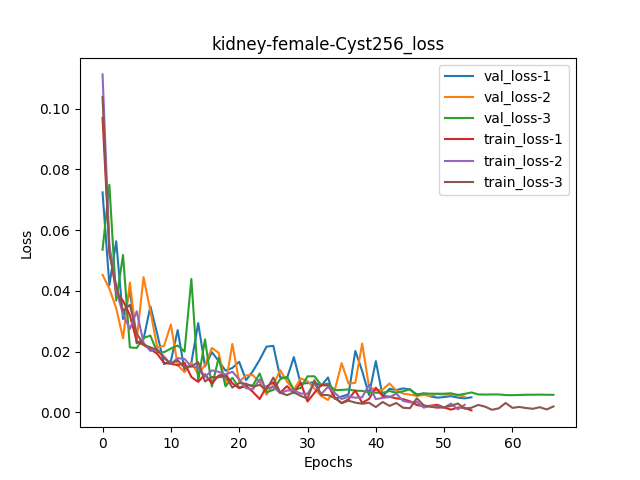 kidney-female-Cyst256_loss
val_loss-1
val_loss-2
val_loss-3
train_loss-1
train_loss-2
train_loss-3
0.10
0.08
0.06
0.04
0.02
0.00
Loss
0 10 20 30 40 50 60
Epochs